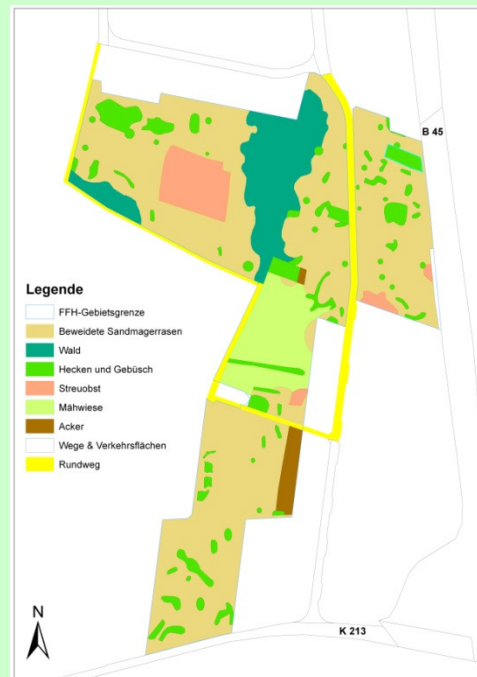 B 45
Legende
FFH-Gebietsgrenze
Beweidete Sandmagerrasen
Wald
Hecken und Gebüsch
Streuobst
Mähwiese
Acker
Wege & Verkehrsflächen
Rundweg
N
K 213